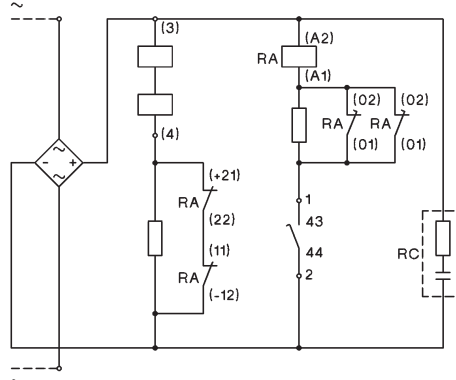 ~
(3)
(A2)
RA
(A1)
(02) (02)
RA RA
(01) (01)
(4)
~
- +
~
(+21)
RA
(22)
1
43
(11)
RA
44
RC
(-12)
2